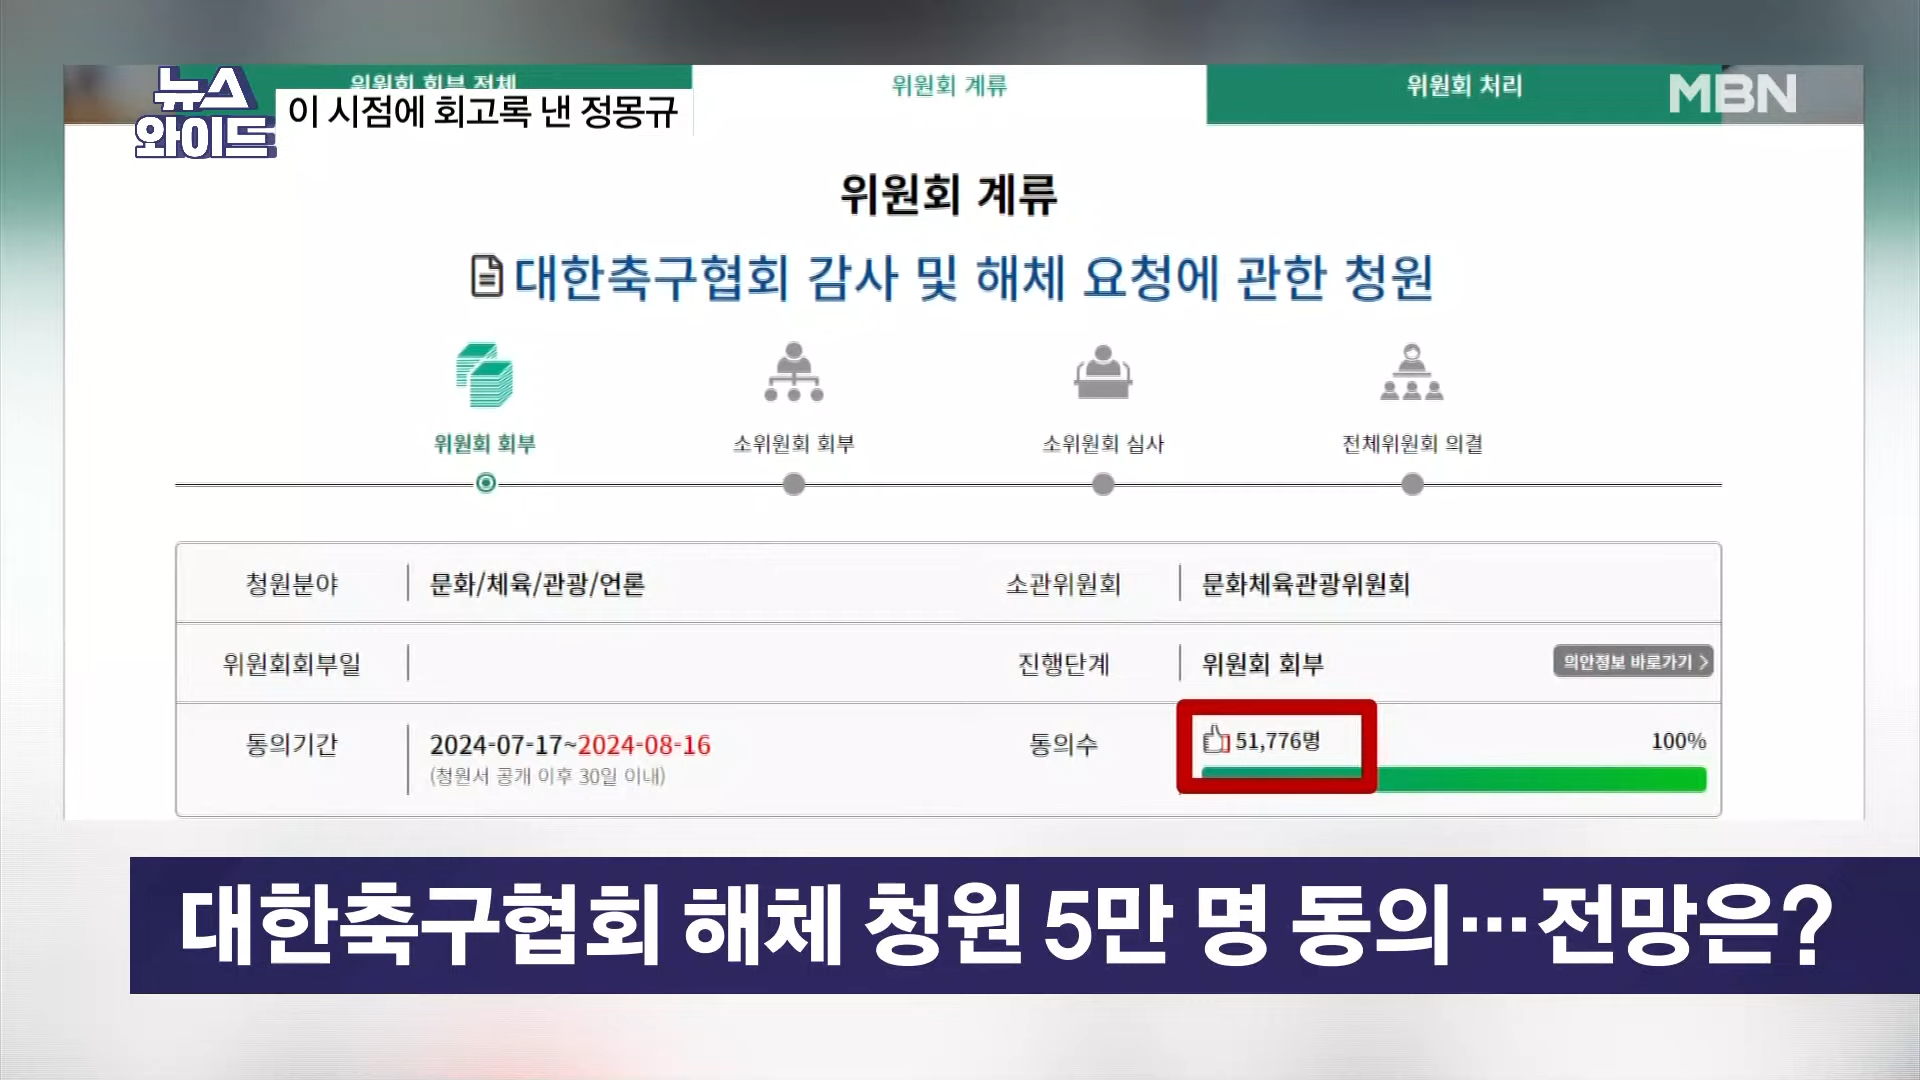 위원회 회부 전체
위원회 계류
위원회 처리
MBN
뉴스
와이드
이 시점에 회고록 낸 정몽규
위원회 계류
대한축구협회 감사 및 해체 요청에 관한 청원
위원회 회부
소위원회 회부
소위원회 심사
전체위원회 의결
청원분야
문화/체육/관광/언론
소관위원회
문화체육관광위원회
위원회회부일
진행단계
위원회 회부
의안정보 바로가기 >
동의기간
2024-07-17~2024-08-16
(청원서 공개 이후 30일 이내)
동의수
51,776명
100%
대한축구협회 해체 청원 5만 명 동의…전망은?